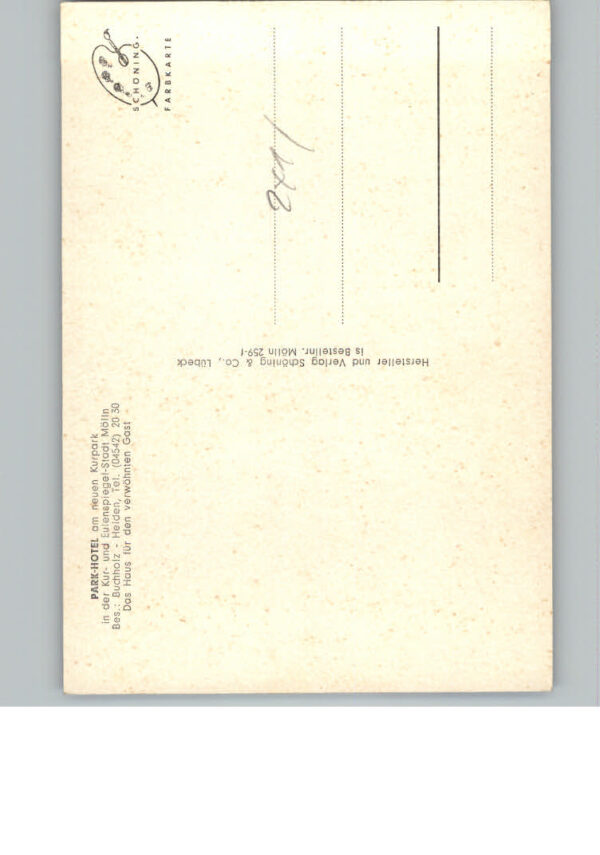 PARK-HOTEL am neuen Kurpark
in der Kur- und Eulenspiegel-Stadt Mölln
Bes.: Buchholz - Heiden, Tel. (04542) 20 30
Das Haus für den verwöhnten Gast
SCHÖNING-
FARBKARTE
Hersteller und Verlag Schöning & Co., Lübeck
is Bestellnr. Mölln 259-f